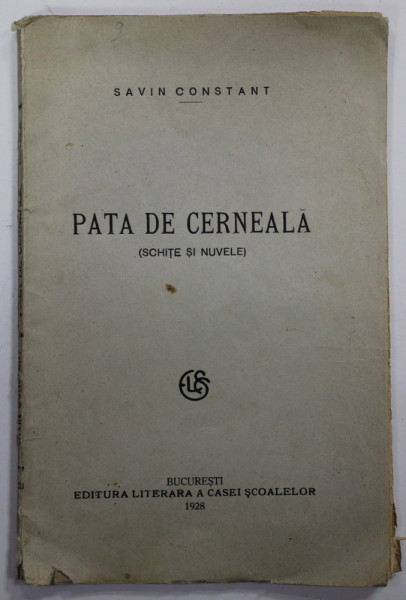 SAVIN CONSTANT
PATA DE CERNEALĂ
(SCHIȚE ȘI NUVELE)
BUCUREȘTI
EDITURA LITERARA A CASEI ȘCOALELOR
1928